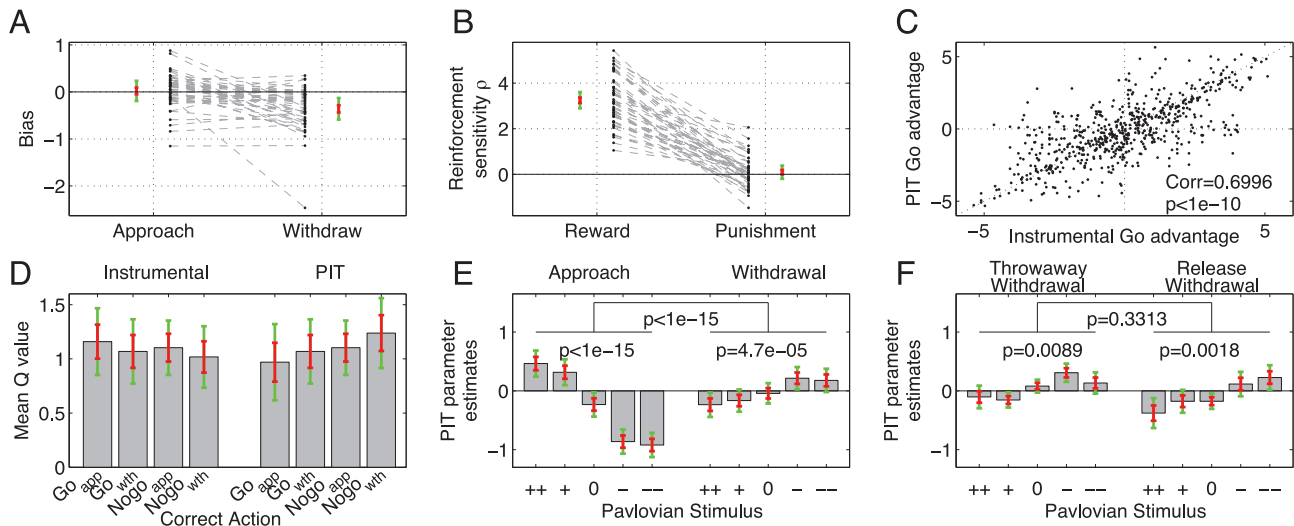 A
1
0
−1
−2
Bias
Approach
Withdraw
B
4
2
0
Reinforcement
sensitivity ρ
Reward
Punishment
C
5
0
−5
PIT Go advantage
Corr=0.6996
p<1e−10
−5
5
Instrumental Go advantage
D
Instrumental
PIT
1.5
1
0.5
0
Mean Q value
Go app
Go wth
Nogo app
Nogo wth
Go app
Go wth
Nogo app
Nogo wth
Correct Action
E
Approach
Withdrawal
1
0
−1
PIT parameter
estimates
p<1e−15
p<1e−15
p=4.7e−05
++ + 0 − −− ++ + 0 − −−
Pavlovian Stimulus
F
Throwaway
Withdrawal
Release
Withdrawal
1
0
−1
PIT parameter
estimates
p=0.3313
p=0.0089
p=0.0018
++ + 0 − −− ++ + 0 − −−
Pavlovian Stimulus